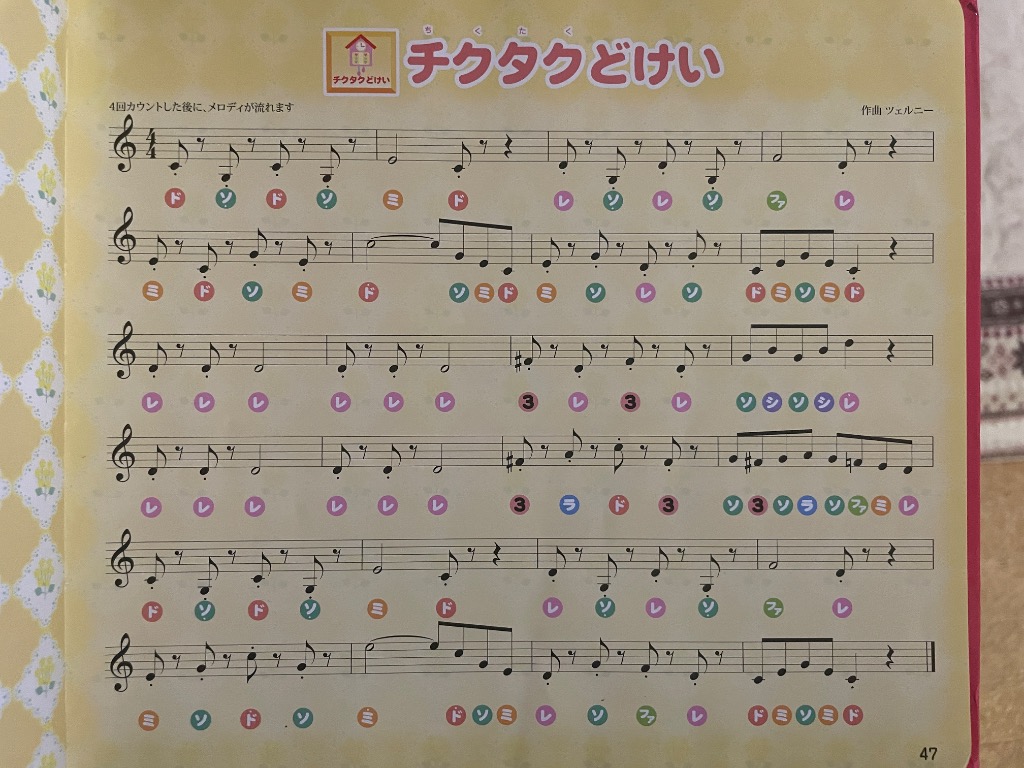 ちくたく
チクタクどけい
チクタクどけい
4回カウントした後に、メロディが流れます
作曲 ツェルニー
4
4
ド ソ ド ソ ミ ド レ ソ レ ソ ファ レ
ミ ド ソ ミ ド ソ ミ ド ミ ソ レ ソ ド ミ ソ ミ ド
レ レ レ レ レ レ 3 レ 3 レ ソ シ ソ シ レ
レ レ レ レ レ レ 3 ラ ド 3 ソ 3 ソ ラ ソ ファ ミ レ
ド ソ ド ソ ミ ド レ ソ レ ソ ファ レ
ミ ソ ド ソ ミ ド ソ ミ レ ソ ファ レ ド ミ ソ ミ ド
47